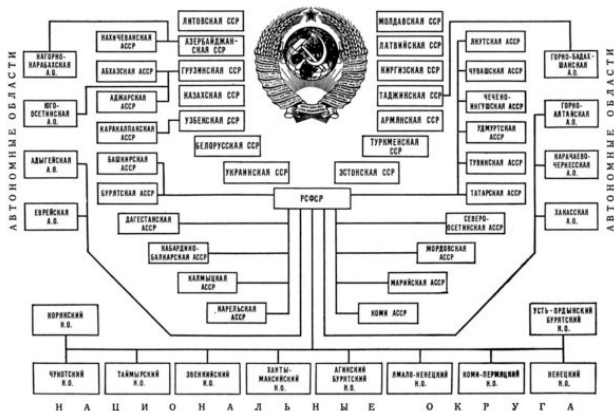 ЛИТОВСКАЯ ССР
МОЛДАВСКАЯ ССР
НАХИЧЕВАНСКАЯ
АССР
АЗЕРБАЙДЖАН-
СКАЯ ССР
ЛАТВИЙСКАЯ ССР
ЯКУТСКАЯ
АССР
НАГОРНО-
КАРАБАХСКАЯ
А.О.
ГОРНО-БАДАХ-
ШАНСКАЯ
А.О.
АБХАЗСКАЯ
АССР
ГРУЗИНСКАЯ ССР
КИРГИЗСКАЯ ССР
ЧУВАШСКАЯ
АССР
АДЖАРСКАЯ
АССР
КАЗАХСКАЯ ССР
ТАДЖИКСКАЯ ССР
ЧЕЧЕНО-
ИНГУШСКАЯ
АССР
ЮГО-
ОСЕТИНСКАЯ
А.О.
ГОРНО-
АЛТАЙСКАЯ
А.О.
КАРАКАЛПАКСКАЯ
АССР
УЗБЕКСКАЯ ССР
АРМЯНСКАЯ ССР
УДМУРТСКАЯ
АССР
БЕЛОРУССКАЯ ССР
ТУРКМЕНСКАЯ
ССР
АДЫГЕЙСКАЯ
А.О.
БАШКИРСКАЯ
АССР
УКРАИНСКАЯ ССР
ЭСТОНСКАЯ ССР
ТУВИНСКАЯ
АССР
КАРАЧАЕВО-
ЧЕРКЕССКАЯ
А.О.
ЕВРЕЙСКАЯ
А.О.
БУРЯТСКАЯ АССР
РСФСР
ТАТАРСКАЯ АССР
ХАКАССКАЯ
А.О.
ДАГЕСТАНСКАЯ
АССР
СЕВЕРО-
ОСЕТИНСКАЯ АССР
КАБАРДИНО-
БАЛКАРСКАЯ АССР
МОРДОВСКАЯ
АССР
КАЛМЫЦКАЯ
АССР
МАРИЙСКАЯ
АССР
КАРЕЛЬСКАЯ
АССР
КОМИ АССР
КОРЯКСКИЙ
Н.О.
УСТЬ-ОРДЫНСКИЙ
БУРЯТСКИЙ
Н.О.
ЧУКОТСКИЙ
Н.О.
ТАЙМЫРСКИЙ
Н.О.
ЭВЕНКИЙСКИЙ
Н.О.
ХАНТЫ-
МАНСИЙСКИЙ
Н.О.
АГИНСКИЙ
БУРЯТСКИЙ
Н.О.
ЯМАЛО-НЕНЕЦКИЙ
Н.О.
КОМИ-ПЕРМЯЦКИЙ
Н.О.
НЕНЕЦКИЙ
Н.О.
АВТОНОМНЫЕ ОБЛАСТИ
АВТОНОМНЫЕ ОБЛАСТИ
НАЦИОНАЛЬНЫЕ ОКРУГА